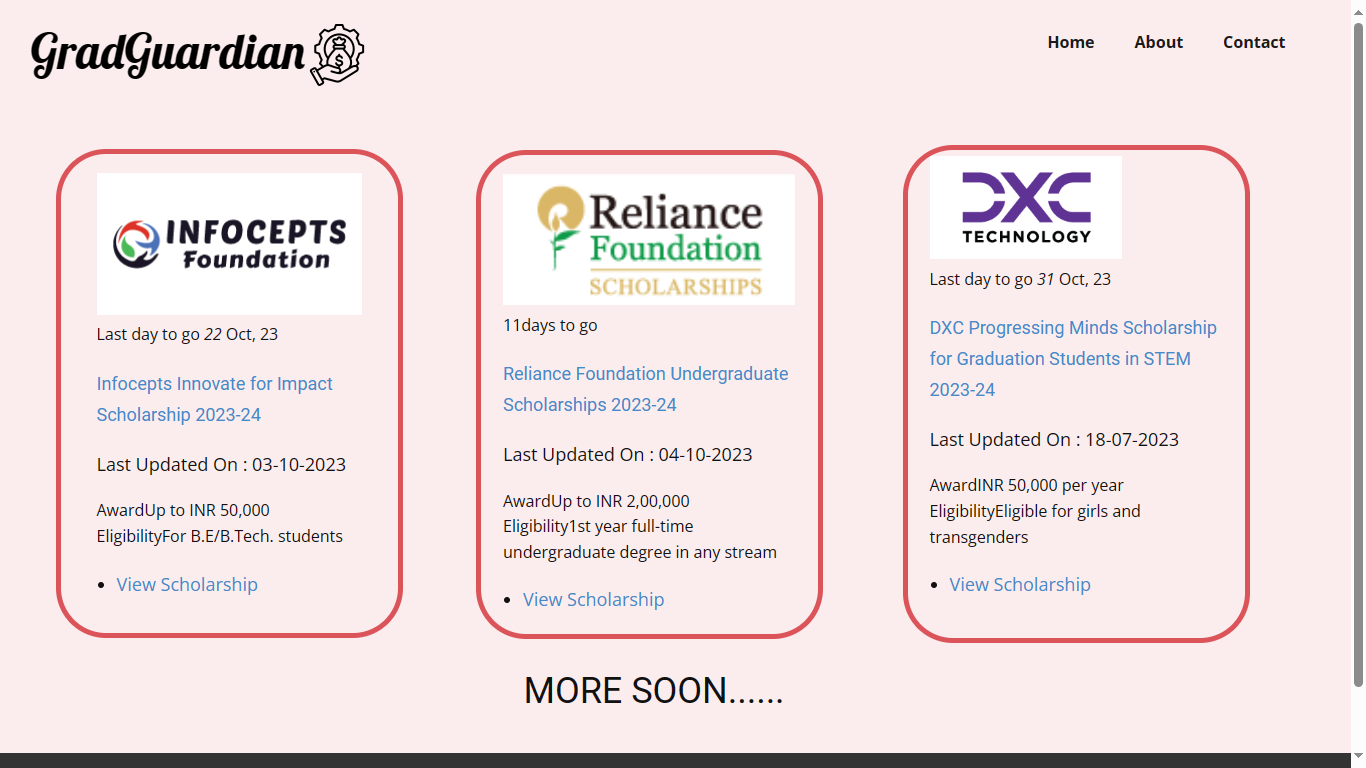 GradGuardian
Home About Contact
INFOCEPTS
Foundation
Last day to go 22 Oct, 23
Infocepts Innovate for Impact
Scholarship 2023-24
Last Updated On : 03-10-2023
AwardUp to INR 50,000
EligibilityFor B.E/B.Tech. students
View Scholarship
Reliance
Foundation
SCHOLARSHIPS
11days to go
Reliance Foundation Undergraduate
Scholarships 2023-24
Last Updated On : 04-10-2023
AwardUp to INR 2,00,000
Eligibility1st year full-time
undergraduate degree in any stream
View Scholarship
DXC
TECHNOLOGY
Last day to go 31 Oct, 23
DXC Progressing Minds Scholarship
for Graduation Students in STEM
2023-24
Last Updated On : 18-07-2023
AwardINR 50,000 per year
EligibilityEligible for girls and
transgenders
View Scholarship
MORE SOON......